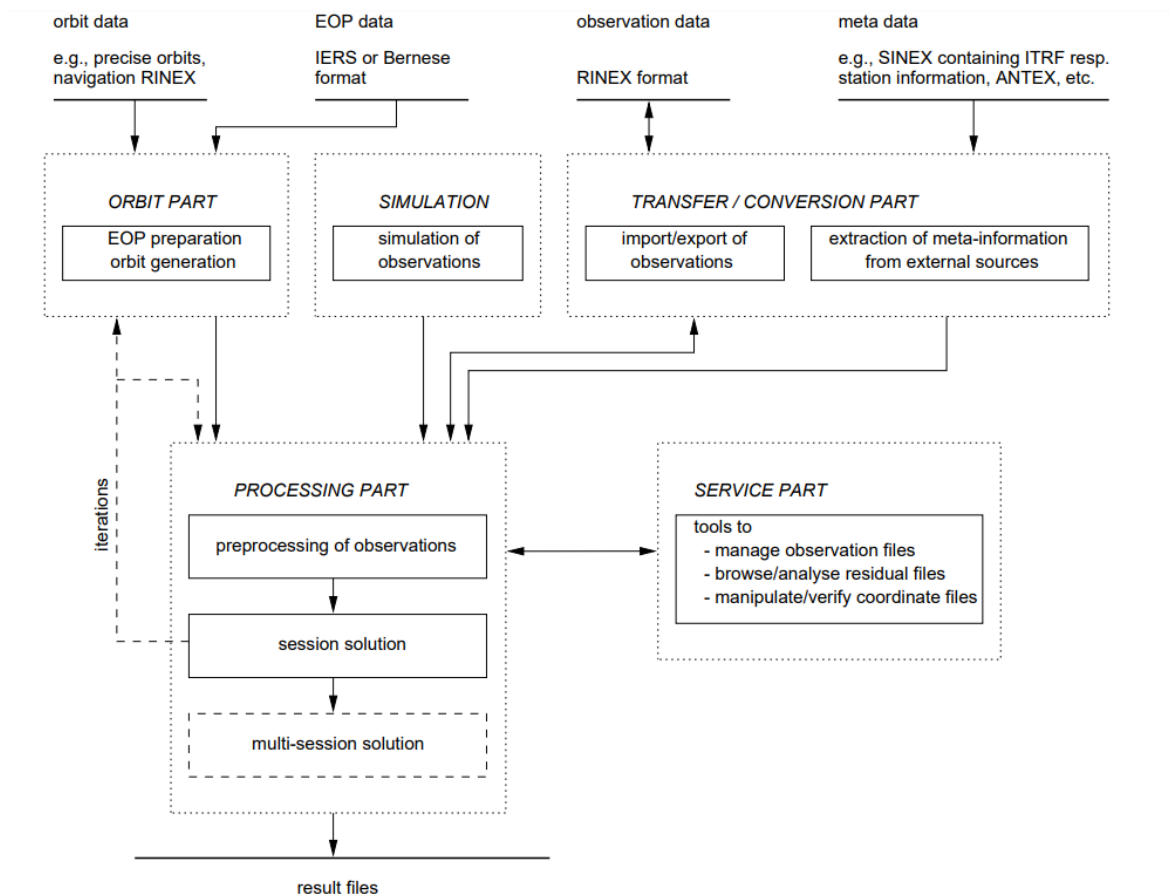 orbit data
e.g., precise orbits,
navigation RINEX
EOP data
IERS or Bernese
format
observation data
RINEX format
meta data
e.g., SINEX containing ITRF resp.
station information, ANTEX, etc.
ORBIT PART
EOP preparation
orbit generation
SIMULATION
simulation of
observations
TRANSFER / CONVERSION PART
import/export of
observations
extraction of meta-information
from external sources
iterations
PROCESSING PART
preprocessing of observations
session solution
multi-session solution
SERVICE PART
tools to
- manage observation files
- browse/analyse residual files
- manipulate/verify coordinate files
result files